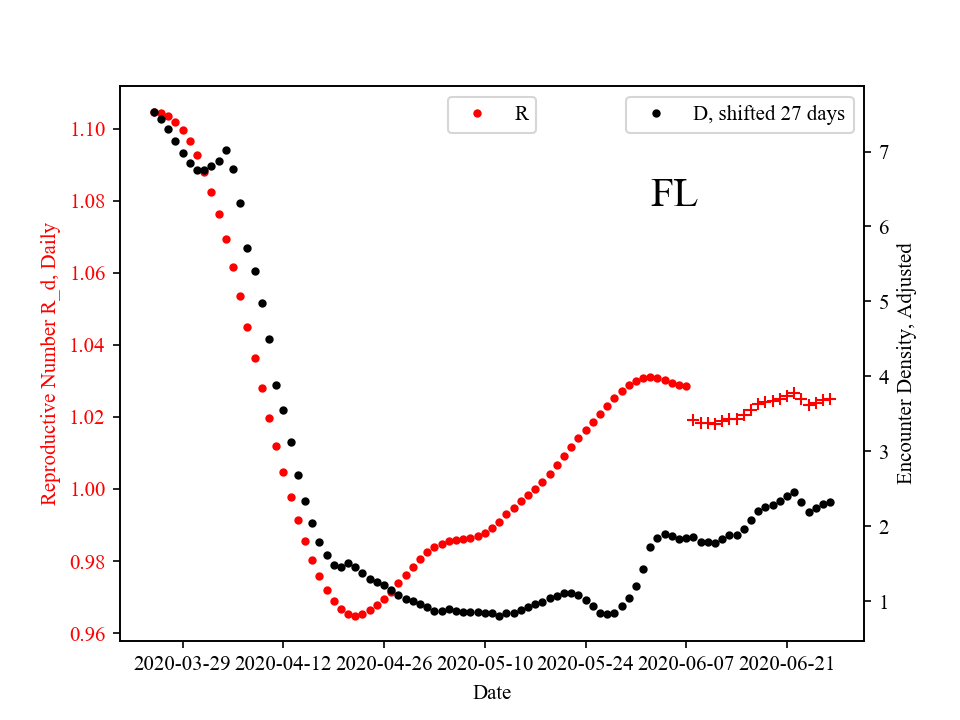 R
D, shifted 27 days
FL
Reproductive Number R_d, Daily
1.10
1.08
1.06
1.04
1.02
1.00
0.98
0.96
7
6
5
4
3
2
1
Encounter Density, Adjusted
2020-03-29 2020-04-12 2020-04-26 2020-05-10 2020-05-24 2020-06-07 2020-06-21
Date